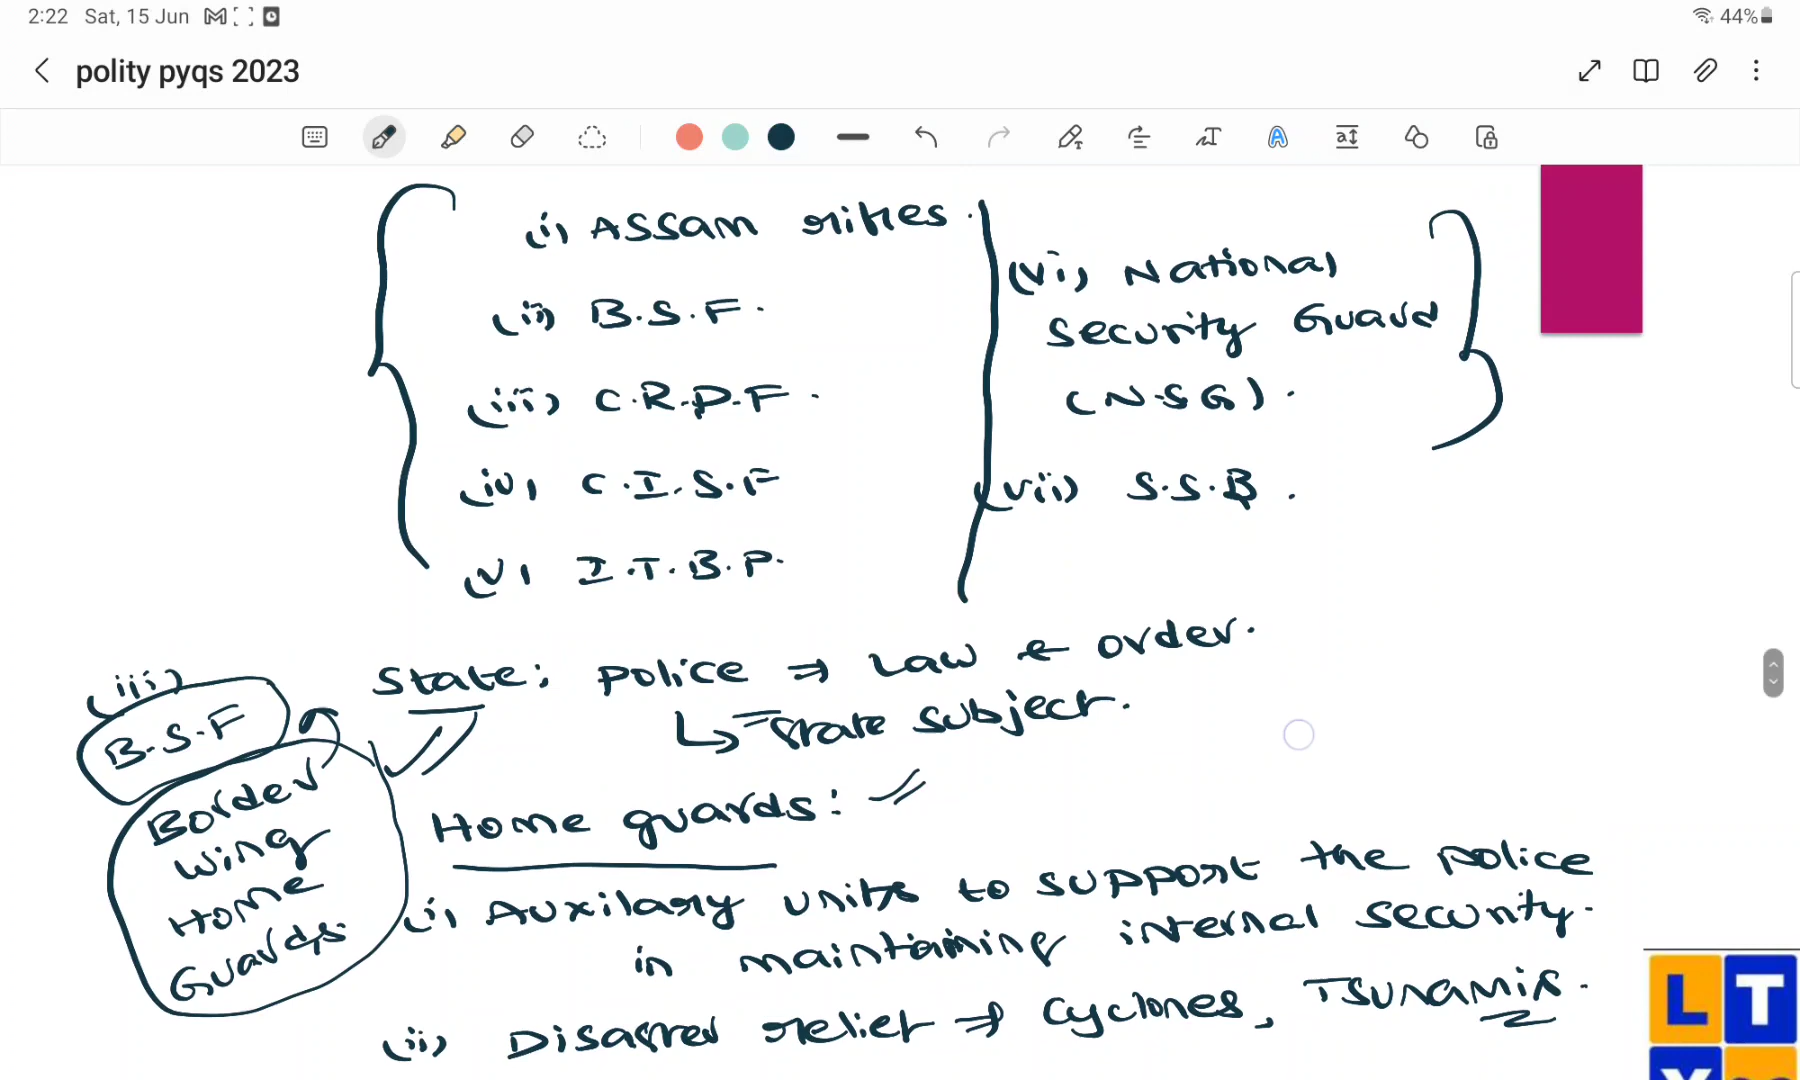 2:22 Sat, 15 Jun
44%
polity pyqs 2023
(i) Assam rifles.
(ii) B.S.F.
(iii) C.R.P.F.
(iv) C.I.S.F
(v) I.T.B.P.
(vi) National
Security Guard
(N.S.G).
(vii) S.S.B.
State: police ⇒ Law & order.
↳ State subject.
(iii)
B.S.F
Border
wing
Home
Guards.
Home guards:
(i) Auxilary units to support the police
in maintaining internal security.
(ii) Disaster relief ⇒ Cyclones, Tsunamis.
LT